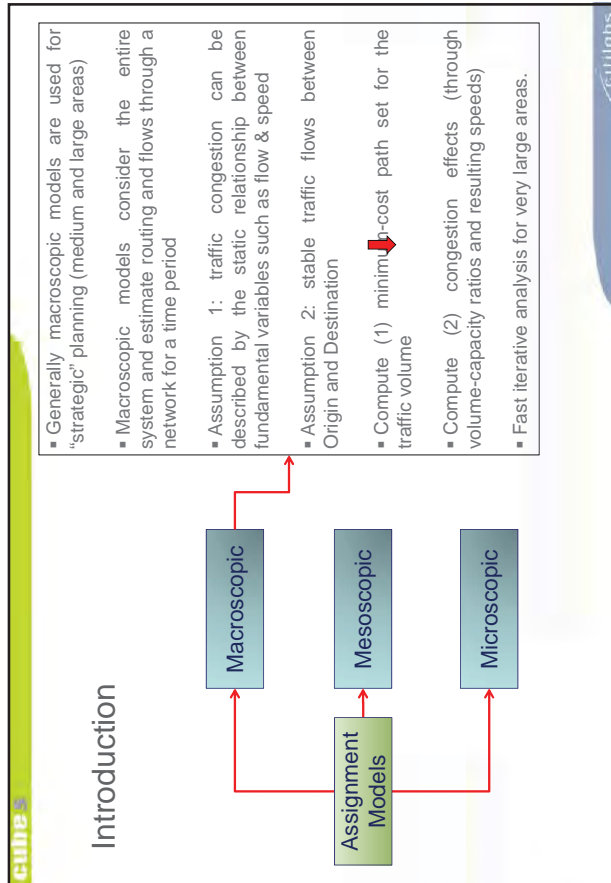 cube 5
Introduction
Assignment
Models
Macroscopic
Mesoscopic
Microscopic
▪ Generally macroscopic models are used for
“strategic” planning (medium and large areas)
▪ Macroscopic models consider the entire
system and estimate routing and flows through a
network for a time period
▪ Assumption 1: traffic congestion can be
described by the static relationship between
fundamental variables such as flow & speed
▪ Assumption 2: stable traffic flows between
Origin and Destination
▪ Compute (1) minimum-cost path set for the
traffic volume
▪ Compute (2) congestion effects (through
volume-capacity ratios and resulting speeds)
▪ Fast iterative analysis for very large areas.
citilabs